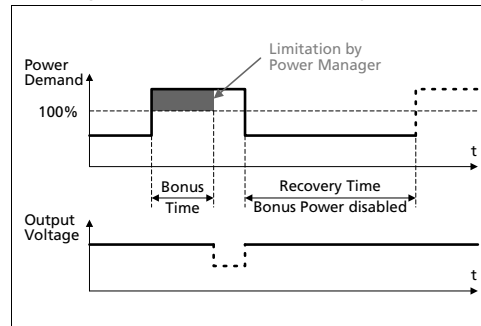 Limitation by
Power Manager
Power
Demand
100%
t
Bonus
Time
Recovery Time
Bonus Power disabled
Output
Voltage
t